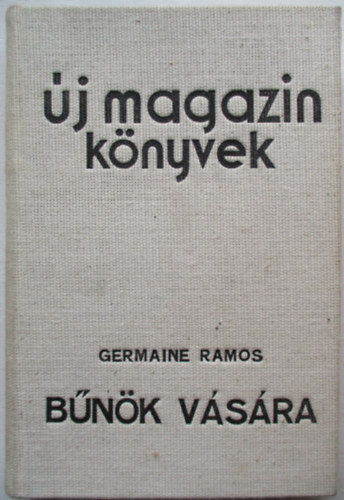 új magazin
könyvek
GERMAINE RAMOS
BŰNÖK VÁSÁRA